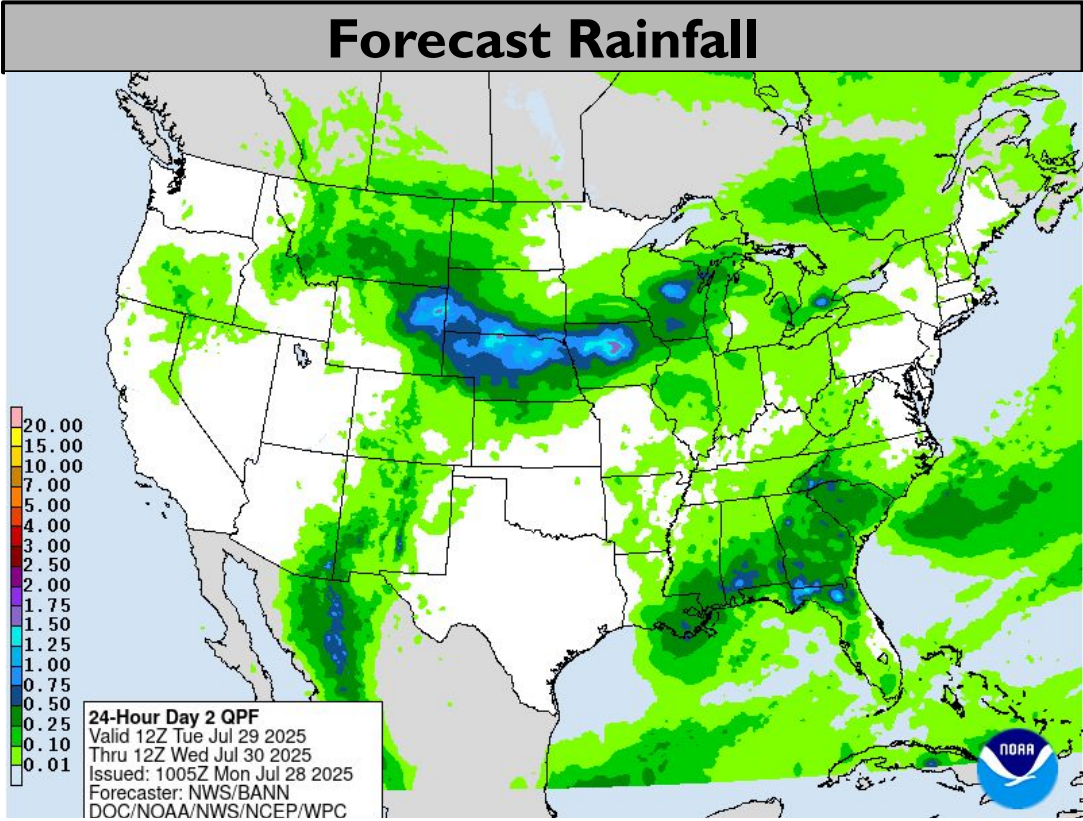 Forecast Rainfall
20.00
15.00
10.00
7.00
5.00
4.00
3.00
2.50
2.00
1.75
1.50
1.25
1.00
0.75
0.50
0.25
0.10
0.01
24-Hour Day 2 QPF
Valid 12Z Tue Jul 29 2025
Thru 12Z Wed Jul 30 2025
Issued: 1005Z Mon Jul 28 2025
Forecaster: NWS/BANN
DOC/NOAA/NWS/NCEP/WPC
NOAA